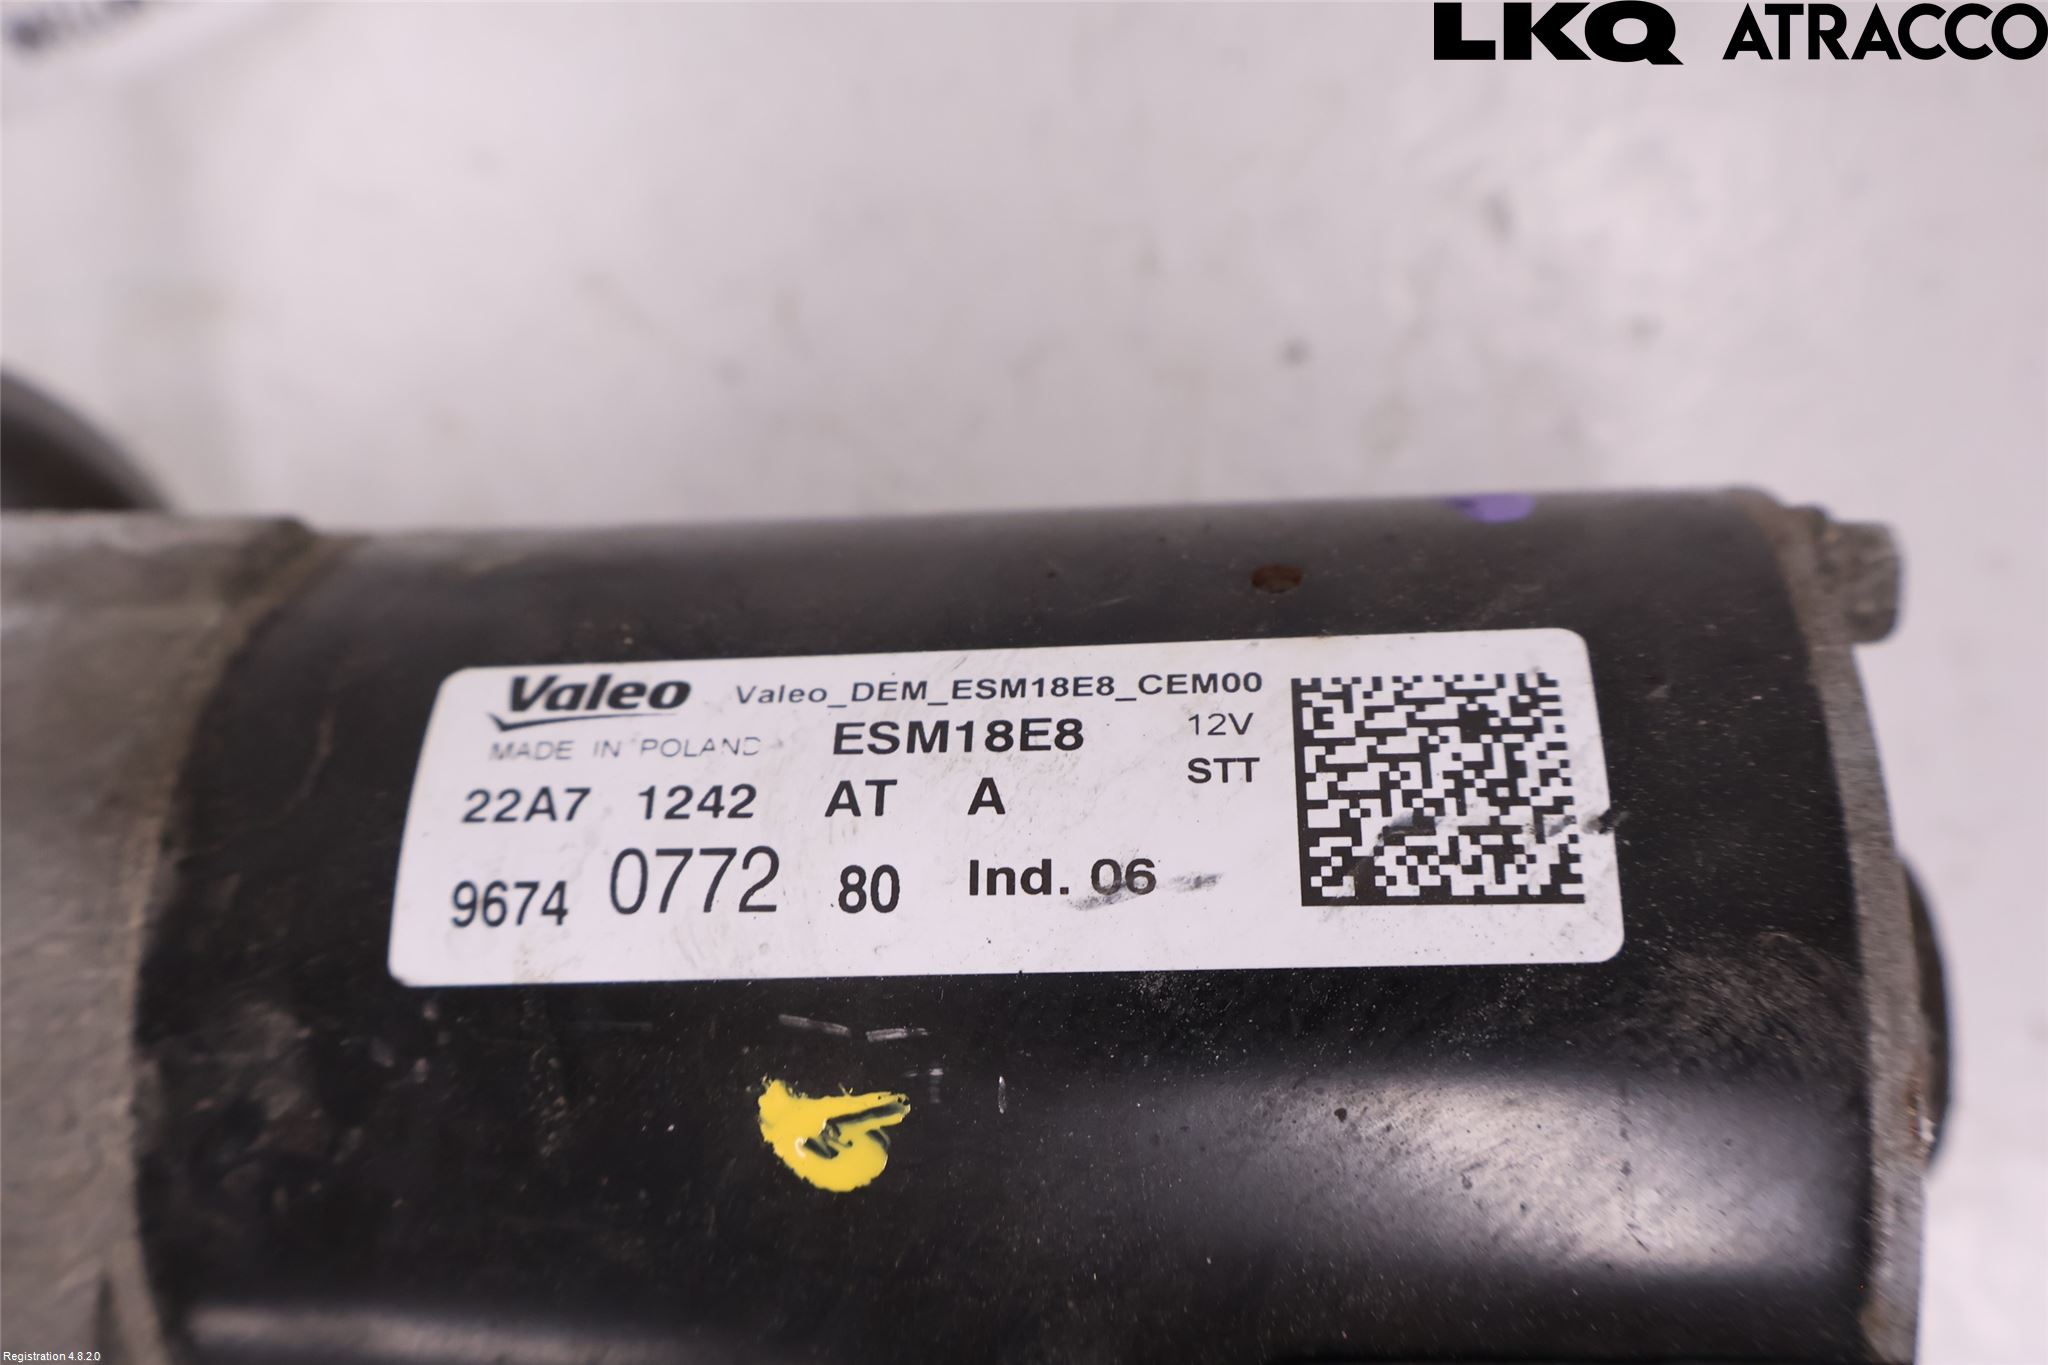 LKQ ATRACCO
Valeo Valeo_DEM_ESM18E8_CEM00
MADE IN POLAND ESM18E8 12V
STT
22A7 1242 AT A
9674 0772 80 Ind. 06
Registration 4.8.2.0